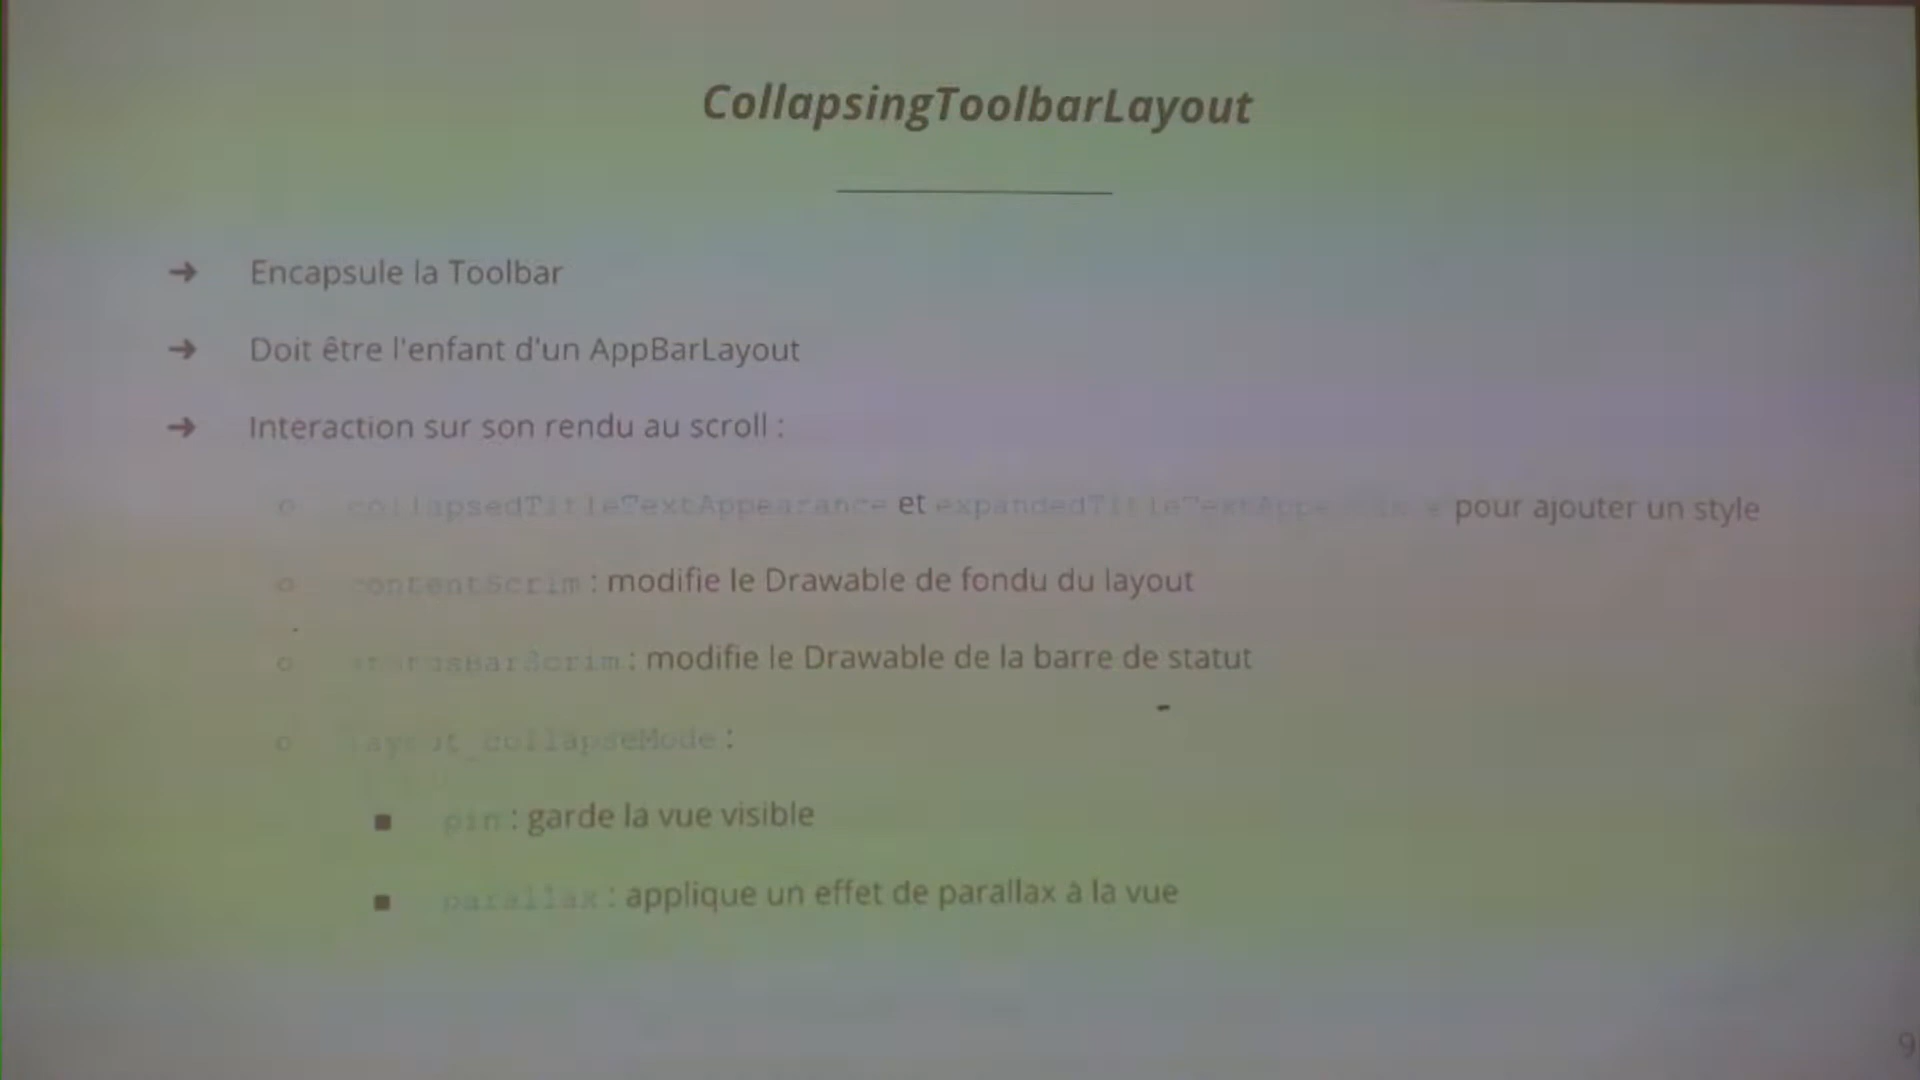 CollapsingToolbarLayout
➔ Encapsule la Toolbar
➔ Doit être l'enfant d'un AppBarLayout
➔ Interaction sur son rendu au scroll :
○ collapsedTitleTextAppearance et expandedTitleTextAppearance pour ajouter un style
○ contentScrim : modifie le Drawable de fondu du layout
○ statusBarScrim : modifie le Drawable de la barre de statut
○ layout_collapseMode :
■ pin : garde la vue visible
■ parallax : applique un effet de parallax à la vue
9